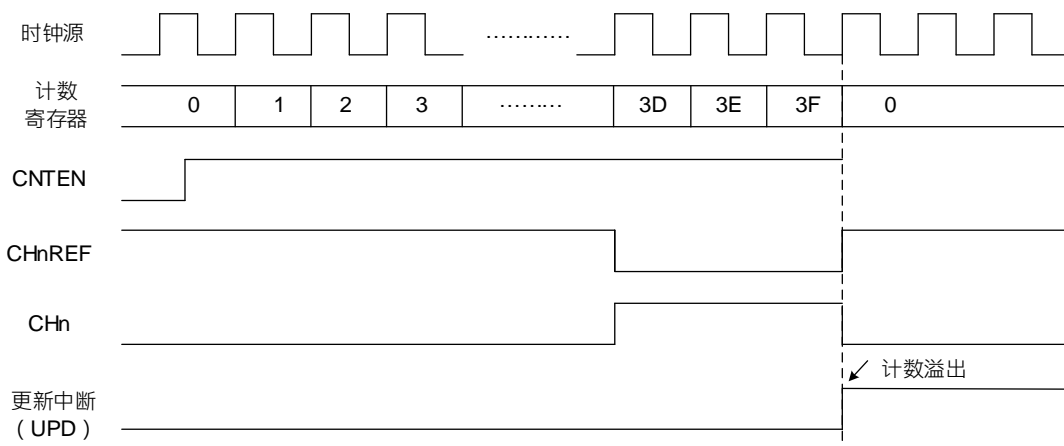 时钟源
…………
计数
寄存器
0 1 2 3 ……… 3D 3E 3F 0
CNTEN
CHnREF
CHn
计数溢出
更新中断
（UPD）